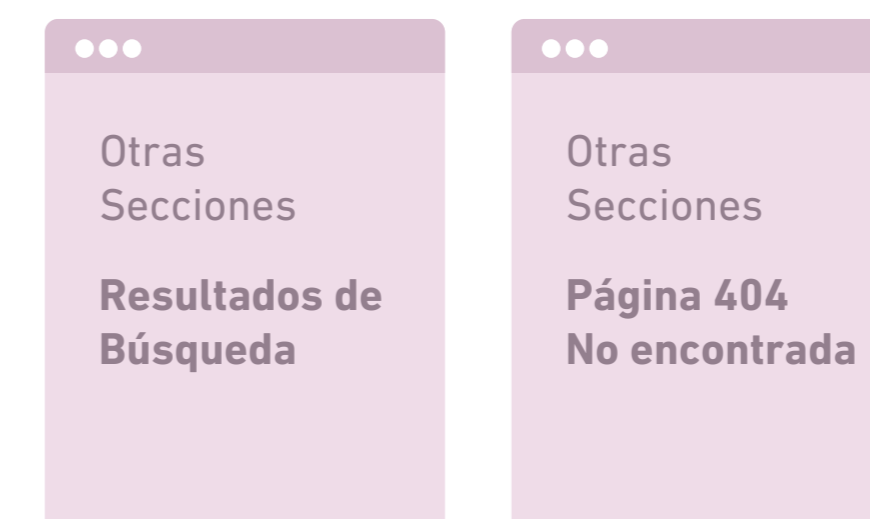 Otras
Secciones
Resultados de
Búsqueda
Otras
Secciones
Página 404
No encontrada